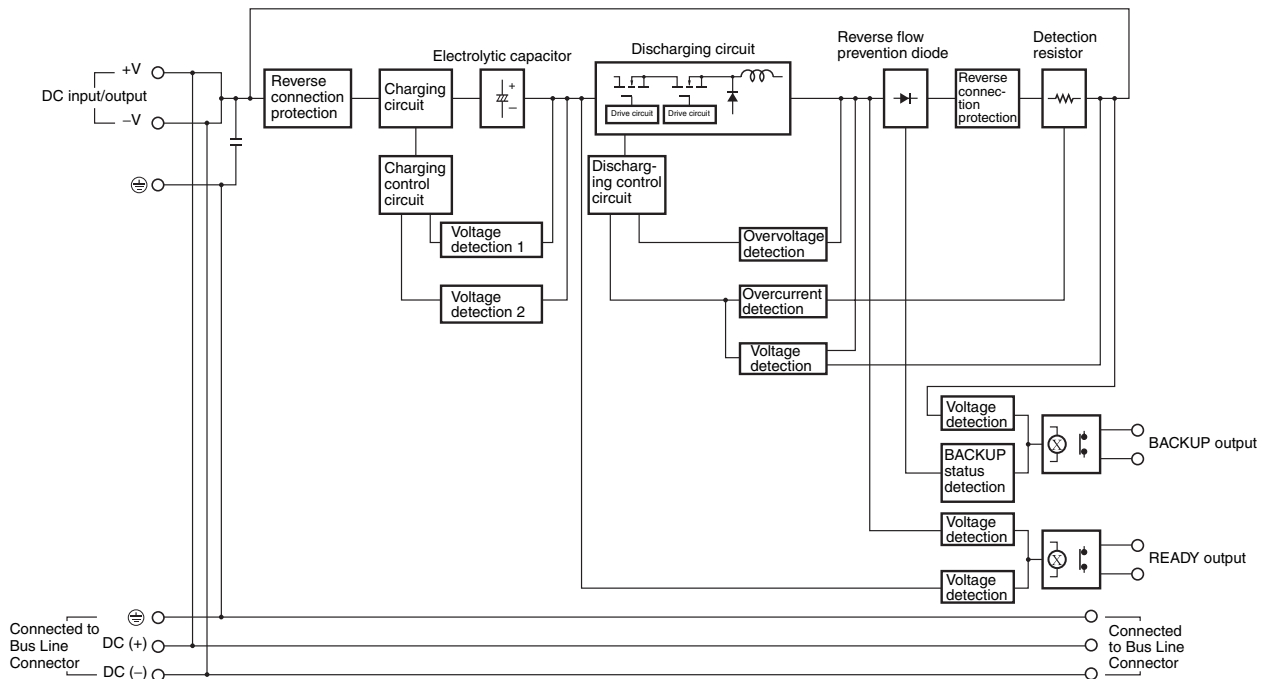 Reverse flow
prevention diode
Detection
resistor
Discharging circuit
Electrolytic capacitor
+V
DC input/output
−V
Reverse
connection
protection
Charging
circuit
+
−
Drive circuit
Drive circuit
Reverse
connec-
tion
protection
Charging
control
circuit
Discharg-
ing control
circuit
Voltage
detection 1
Overvoltage
detection
Voltage
detection 2
Overcurrent
detection
Voltage
detection
Voltage
detection
X
BACKUP output
BACKUP
status
detection
Voltage
detection
X
READY output
Voltage
detection
Connected to
Bus Line
Connector
DC (+)
DC (−)
Connected
to Bus Line
Connector